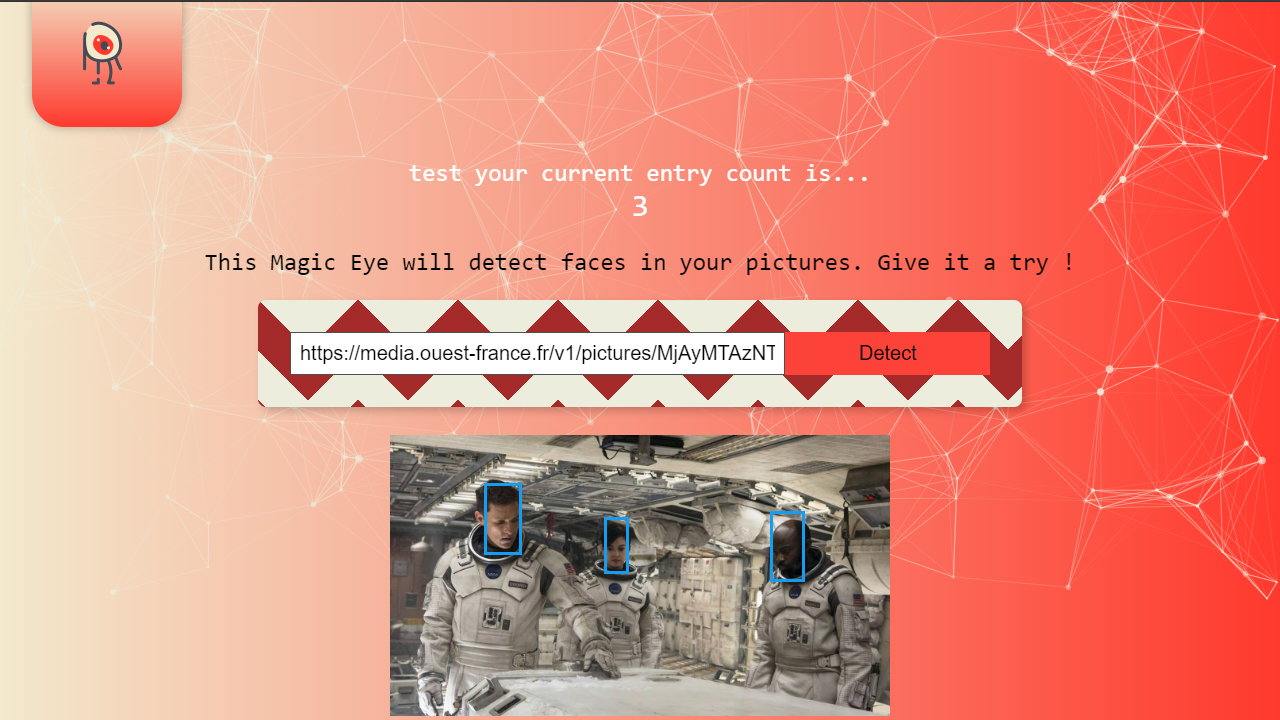 test your current entry count is...
3
This Magic Eye will detect faces in your pictures. Give it a try !
https://media.ouest-france.fr/v1/pictures/MjAyMTAzNT
Detect